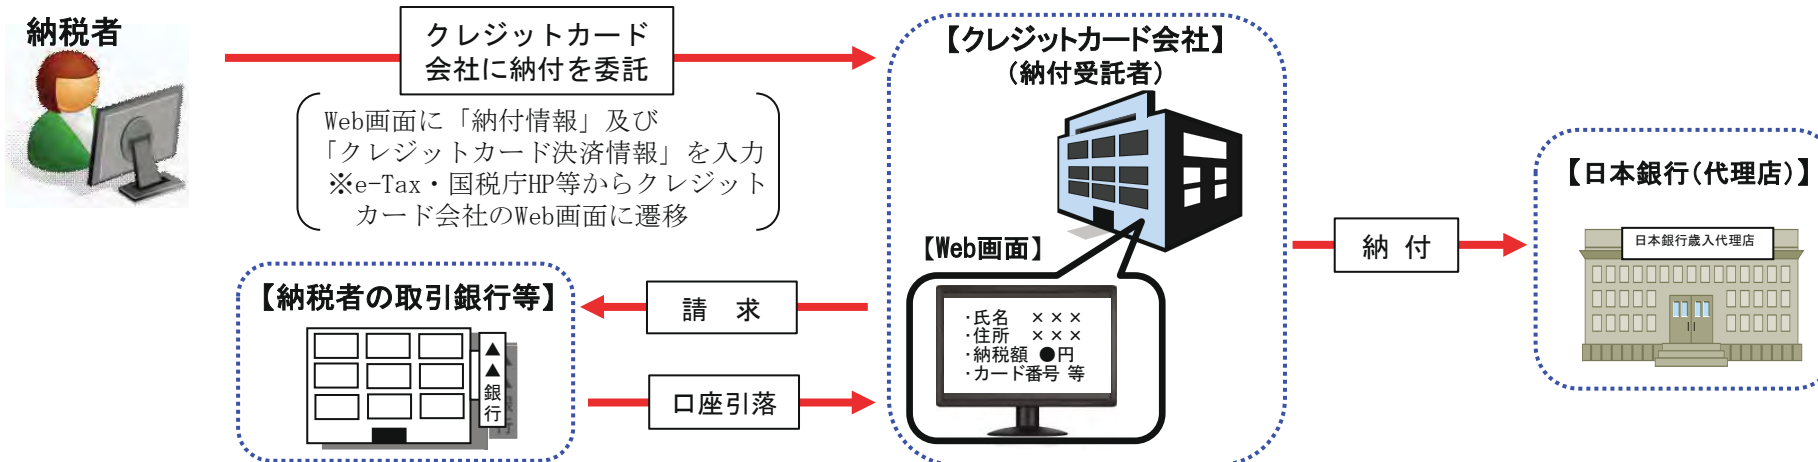 納税者
クレジットカード
会社に納付を委託
Web画面に「納付情報」及び
「クレジットカード決済情報」を入力
※e-Tax・国税庁HP等からクレジット
カード会社のWeb画面に遷移
【クレジットカード会社】
（納付受託者）
【Web画面】
・氏名 ×××
・住所 ×××
・納税額 ●円
・カード番号 等
納 付
【日本銀行（代理店）】
日本銀行歳入代理店
【納税者の取引銀行等】
▲▲銀行
請 求
口座引落